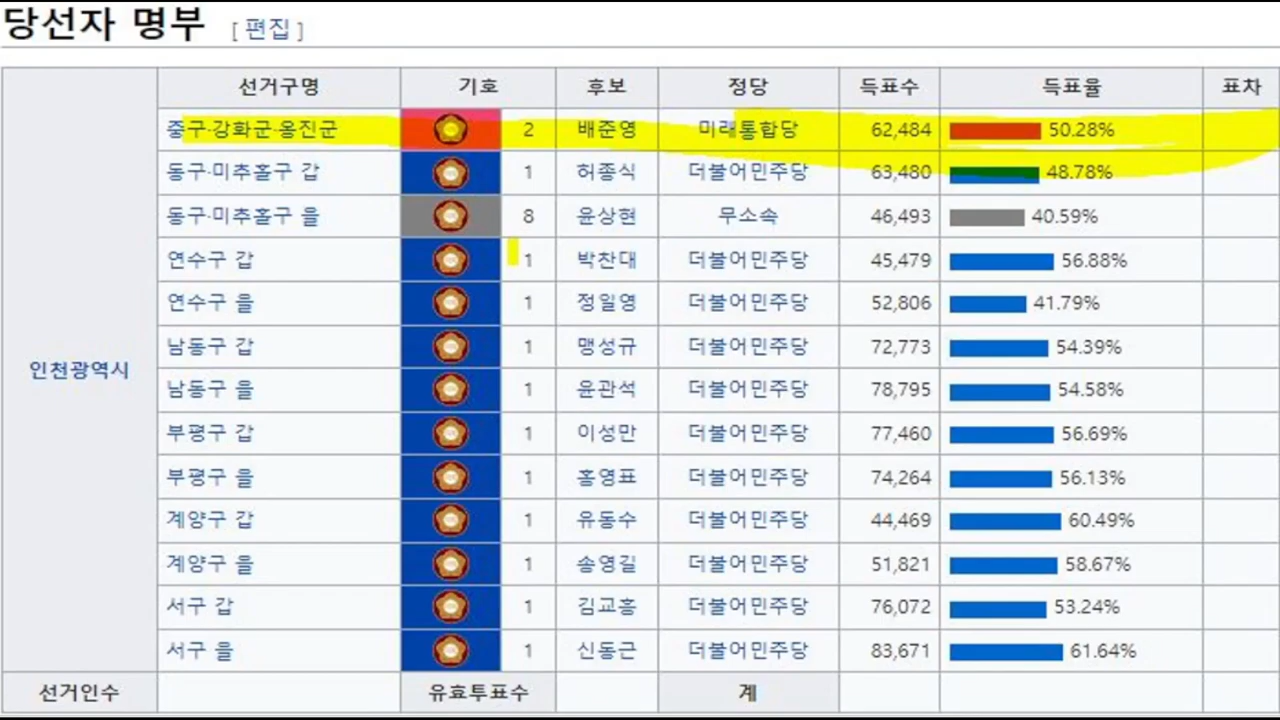 당선자 명부 [편집]
선거구명 기호 후보 정당 득표수 득표율 표차
중구·강화군·옹진군 2 배준영 미래통합당 62,484 50.28%
동구·미추홀구 갑 1 허종식 더불어민주당 63,480 48.78%
동구·미추홀구 을 8 윤상현 무소속 46,493 40.59%
연수구 갑 1 박찬대 더불어민주당 45,479 56.88%
연수구 을 1 정일영 더불어민주당 52,806 41.79%
남동구 갑 1 맹성규 더불어민주당 72,773 54.39%
인천광역시
남동구 을 1 윤관석 더불어민주당 78,795 54.58%
부평구 갑 1 이성만 더불어민주당 77,460 56.69%
부평구 을 1 홍영표 더불어민주당 74,264 56.13%
계양구 갑 1 유동수 더불어민주당 44,469 60.49%
계양구 을 1 송영길 더불어민주당 51,821 58.67%
서구 갑 1 김교흥 더불어민주당 76,072 53.24%
서구 을 1 신동근 더불어민주당 83,671 61.64%
선거인수 유효투표수 계